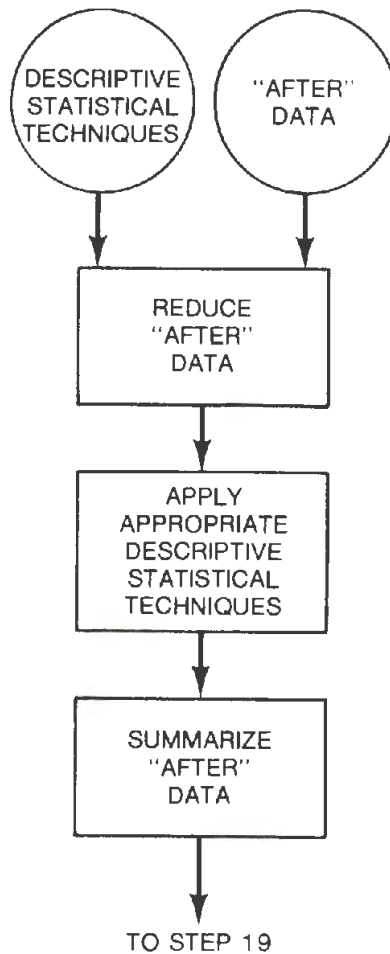 DESCRIPTIVE
STATISTICAL
TECHNIQUES
"AFTER"
DATA
REDUCE
"AFTER"
DATA
APPLY
APPROPRIATE
DESCRIPTIVE
STATISTICAL
TECHNIQUES
SUMMARIZE
"AFTER"
DATA
TO STEP 19